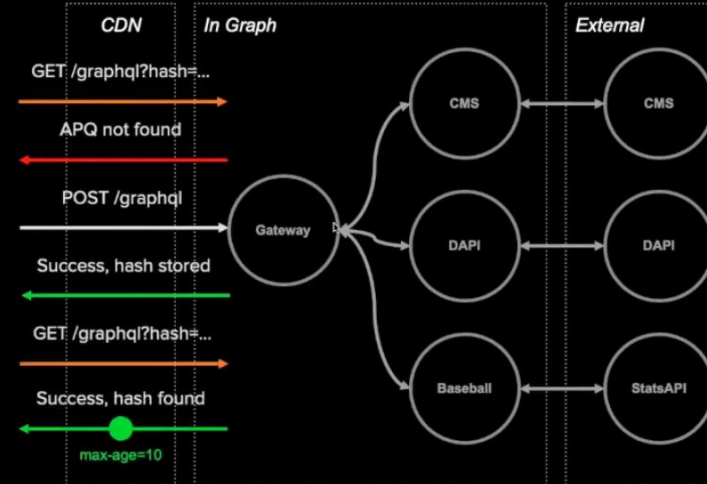 CDN
In Graph
External
GET /graphql?hash=...
APQ not found
POST /graphql
Success, hash stored
GET /graphql?hash=...
Success, hash found
max-age=10
Gateway
CMS
DAPI
Baseball
CMS
DAPI
StatsAPI